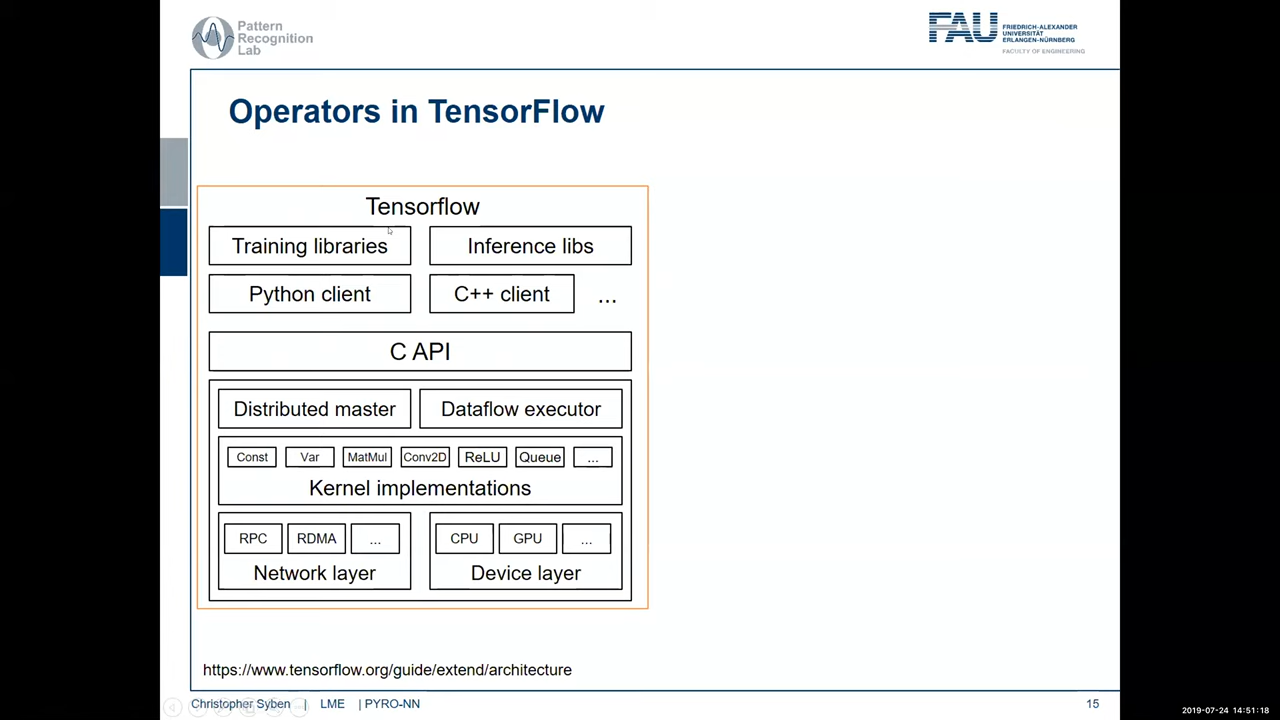 Pattern
Recognition
Lab
FAU
FRIEDRICH-ALEXANDER
UNIVERSITÄT
ERLANGEN-NÜRNBERG
FACULTY OF ENGINEERING
Operators in TensorFlow
Tensorflow
Training libraries
Inference libs
Python client
C++ client
...
C API
Distributed master
Dataflow executor
Const
Var
MatMul
Conv2D
ReLU
Queue
...
Kernel implementations
RPC
RDMA
...
Network layer
CPU
GPU
...
Device layer
https://www.tensorflow.org/guide/extend/architecture
Christopher Syben | LME | PYRO-NN
15
2019-07-24 14:51:18